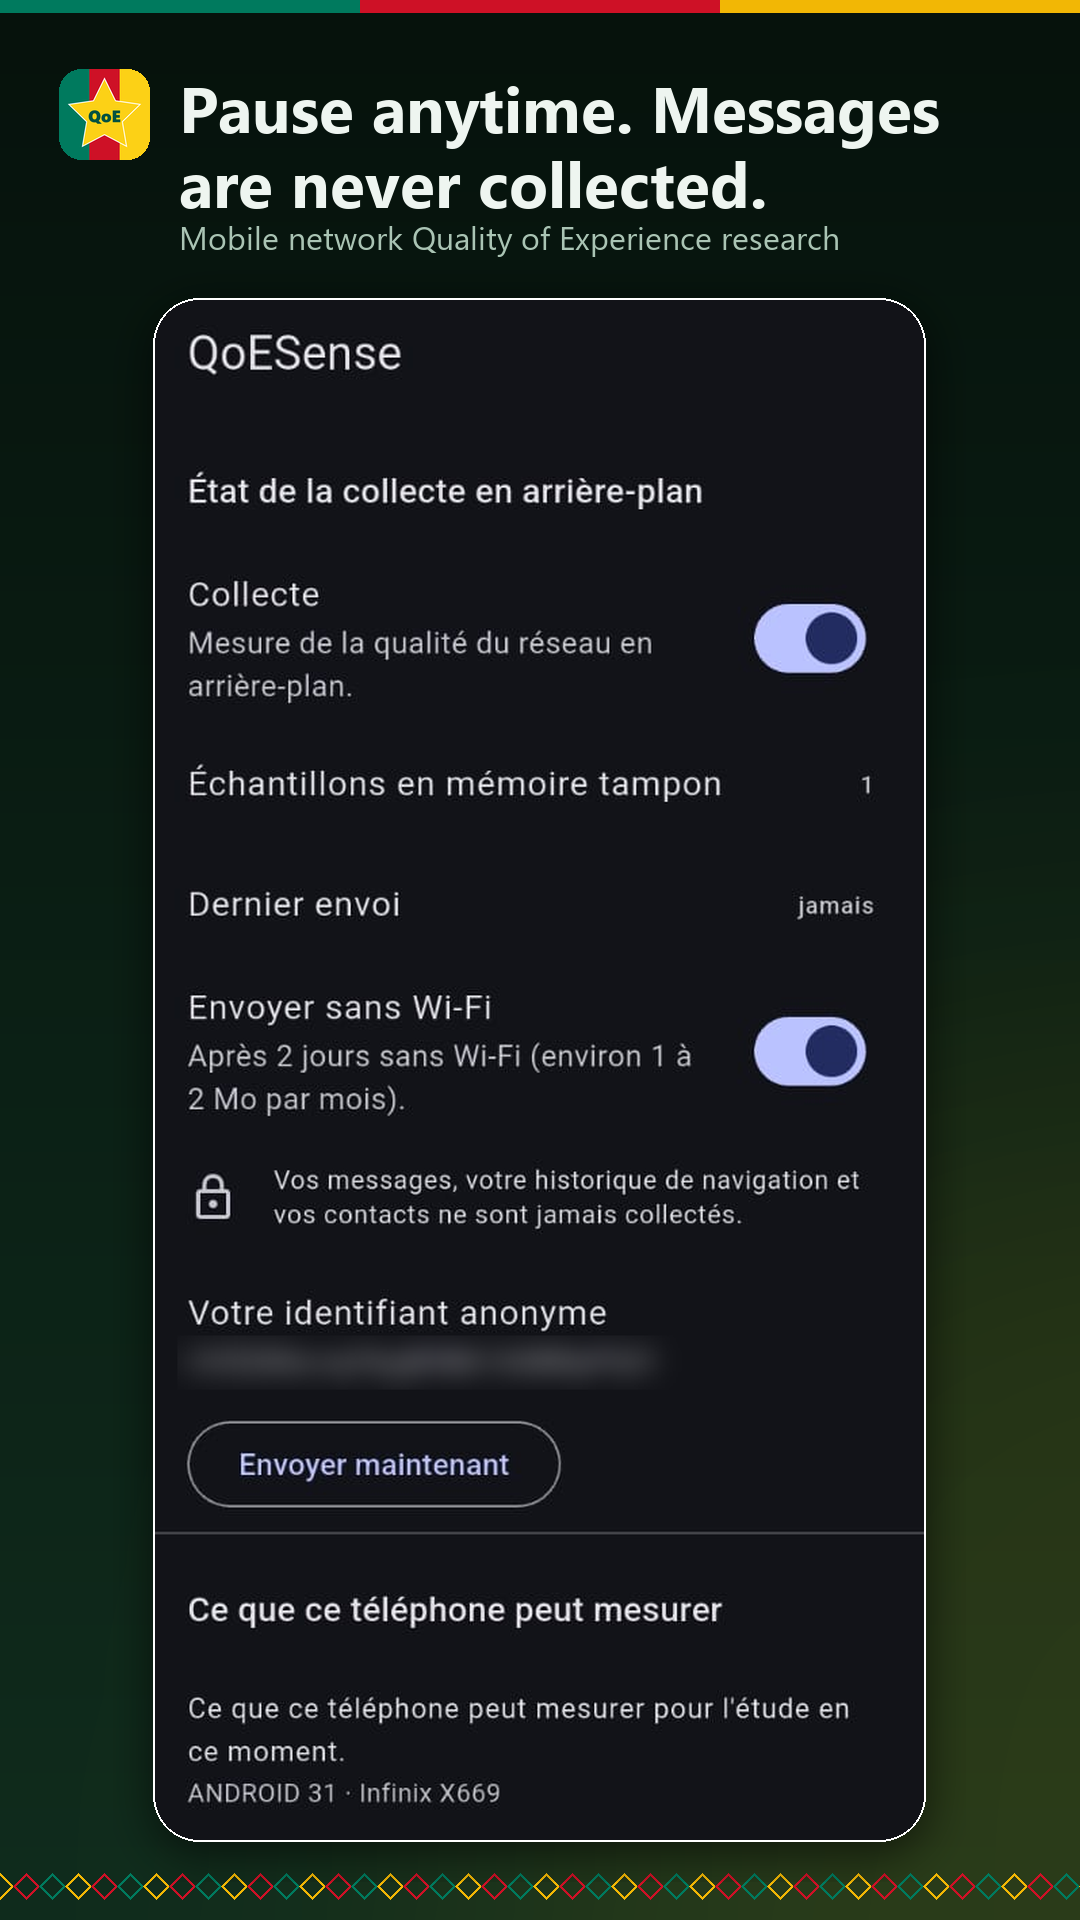 QoE
Pause anytime. Messages
are never collected.
Mobile network Quality of Experience research
QoESense
État de la collecte en arrière-plan
Collecte
Mesure de la qualité du réseau en
arrière-plan.
Échantillons en mémoire tampon 1
Dernier envoi jamais
Envoyer sans Wi-Fi
Après 2 jours sans Wi-Fi (environ 1 à
2 Mo par mois).
Vos messages, votre historique de navigation et
vos contacts ne sont jamais collectés.
Votre identifiant anonyme
Envoyer maintenant
Ce que ce téléphone peut mesurer
Ce que ce téléphone peut mesurer pour l'étude en
ce moment.
ANDROID 31 · Infinix X669